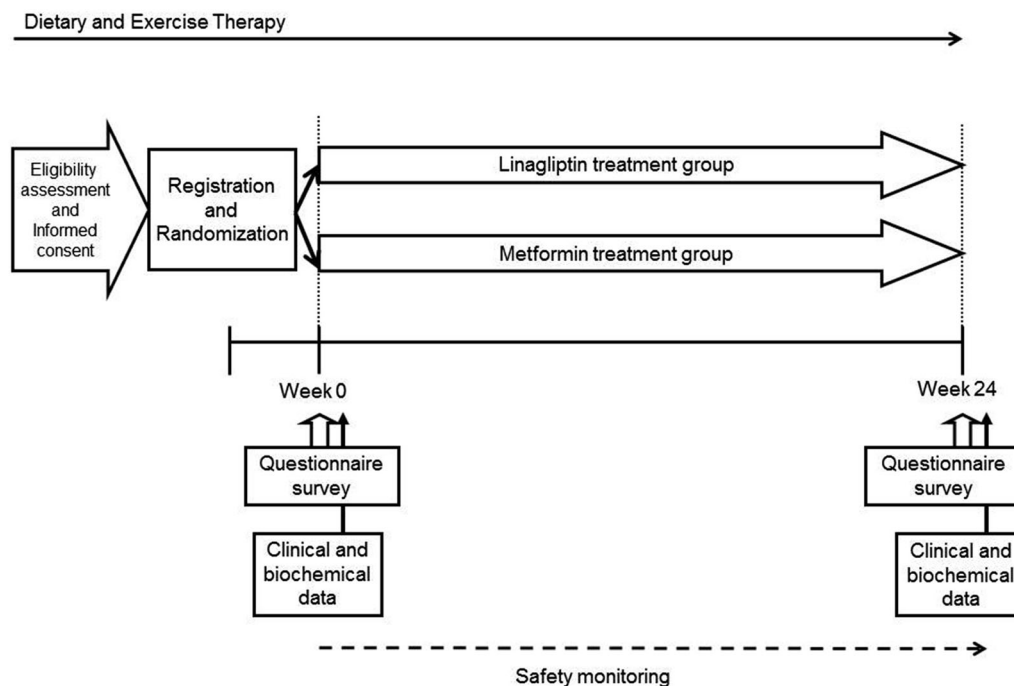 Dietary and Exercise Therapy
Eligibility
assessment
and
Informed
consent
Registration
and
Randomization
Linagliptin treatment group
Metformin treatment group
Week 0
Week 24
Questionnaire
survey
Questionnaire
survey
Clinical and
biochemical
data
Clinical and
biochemical
data
Safety monitoring